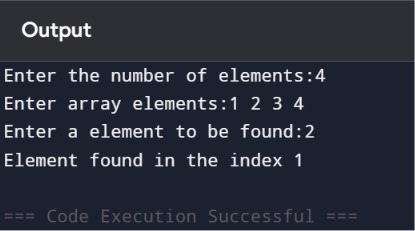 Output
Enter the number of elements:4
Enter array elements:1 2 3 4
Enter a element to be found:2
Element found in the index 1
=== Code Execution Successful ===